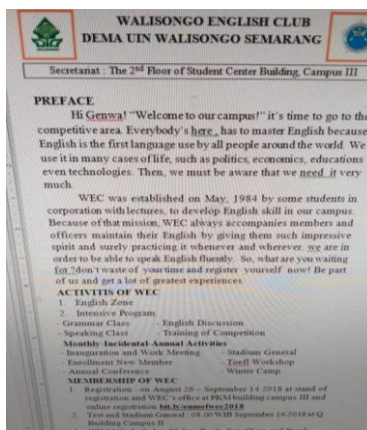 WALISONGO ENGLISH CLUB
DEMA UIN WALISONGO SEMARANG
Secretariat : The 2nd Floor of Student Center Building, Campus III
PREFACE
Hi Genwa! "Welcome to our campus!" it's time to go to the
competitive area. Everybody's here , has to master English because
English is the first language use by all people around the world. We
use it in many cases of life, such as politics, economics, educations
even technologies. Then, we must be aware that we need it very
much.
WEC was established on May, 1984 by some students in
corporation with lectures, to develop English skill in our campus.
Because of that mission, WEC always accompanies members and
officers maintain their English by giving them such impressive
spirit and surely practicing it whenever and wherever we are in
order to be able to speak English fluently. So, what are you waiting
for ?don't waste of your time and register yourself now! Be part
of us and get a lot of greatest experiences.
ACTIVITIS OF WEC
1. English Zone
2. Intensive Program
- Grammar Class - English Discussion
- Speaking Class - Training of Competition
Monthly-Incidental-Annual Activities
- Inauguration and Work Meeting - Stadium General
- Enrollment New Member - Toefl Workshop
- Annual Conference - Winter Camp
MEMBERSHIP OF WEC
1. Registration : on August 26 – September 14 2018 at stand of
registration and WEC's office at PKM building campus III and
online registration
2. Test and Stadium General 08.00 WIB September 16 2018 at Q
Building Campus II